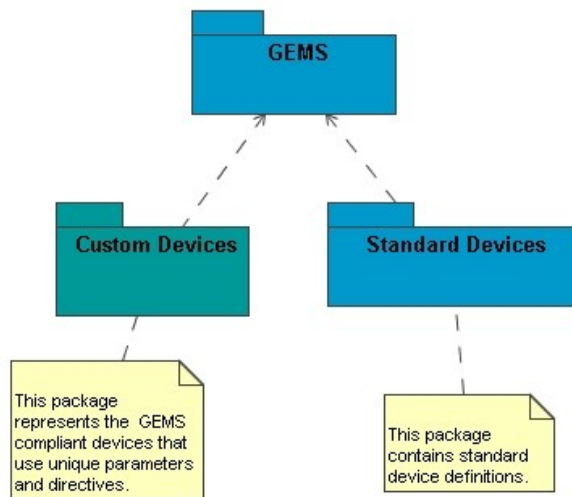 GEMS
Custom Devices
Standard Devices
This package
represents the GEMS
compliant devices that
use unique parameters
and directives.
This package
contains standard
device definitions.